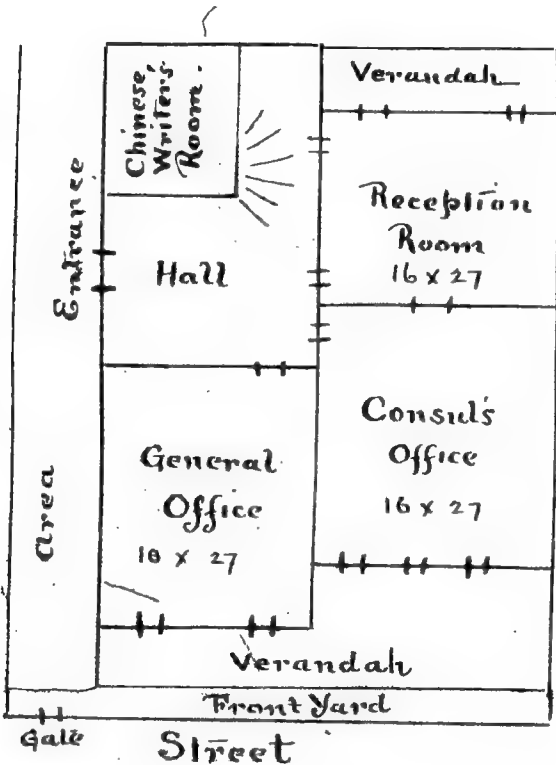 Chinese,
Writer's
Room.
Verandah
Reception
Room
16 x 27
Entrance
Hall
Consul's
Office
16 x 27
General
Office
18 x 27
Area
Verandah
Front Yard
Gate
Street